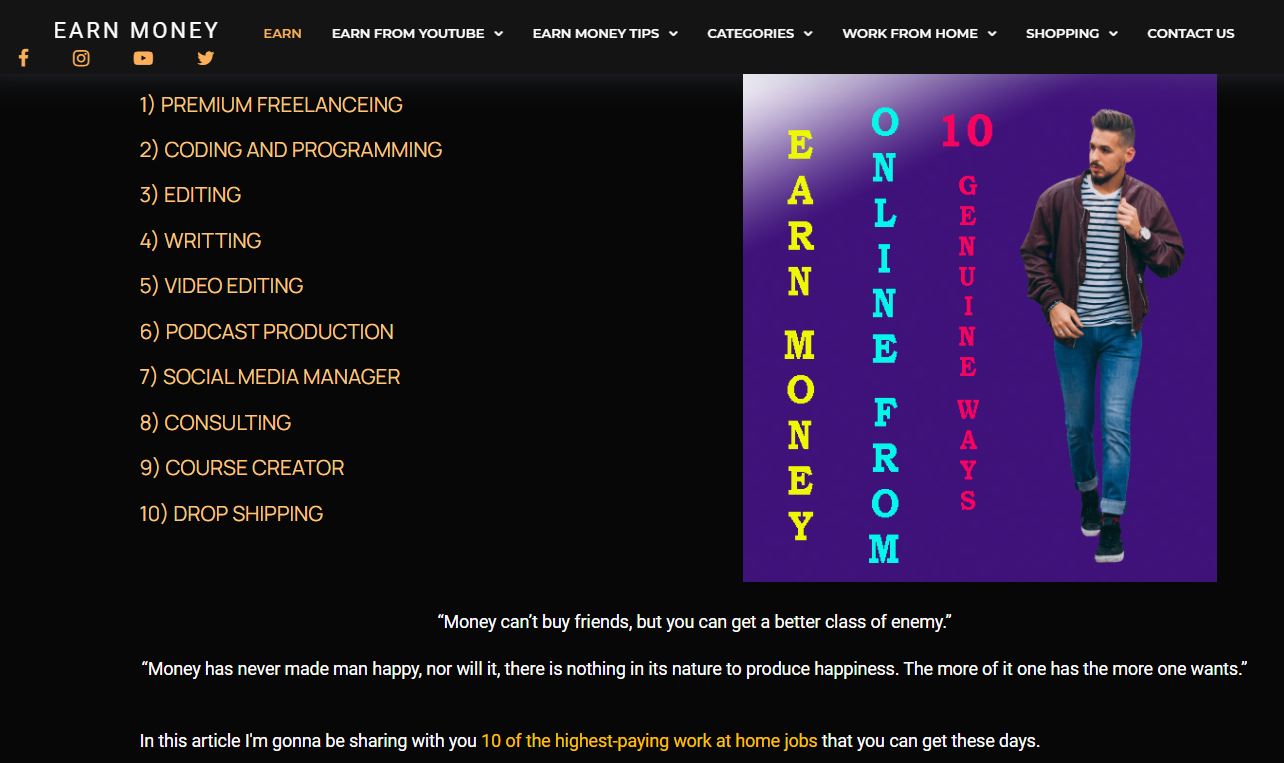 EARN MONEY
EARN
EARN FROM YOUTUBE
EARN MONEY TIPS
CATEGORIES
WORK FROM HOME
SHOPPING
CONTACT US
1) PREMIUM FREELANCEING
2) CODING AND PROGRAMMING
3) EDITING
4) WRITTING
5) VIDEO EDITING
6) PODCAST PRODUCTION
7) SOCIAL MEDIA MANAGER
8) CONSULTING
9) COURSE CREATOR
10) DROP SHIPPING
EARN MONEY
ONLINE FROM
10 GENUINE WAYS
“Money can’t buy friends, but you can get a better class of enemy.”
“Money has never made man happy, nor will it, there is nothing in its nature to produce happiness. The more of it one has the more one wants.”
In this article I'm gonna be sharing with you 10 of the highest-paying work at home jobs that you can get these days.